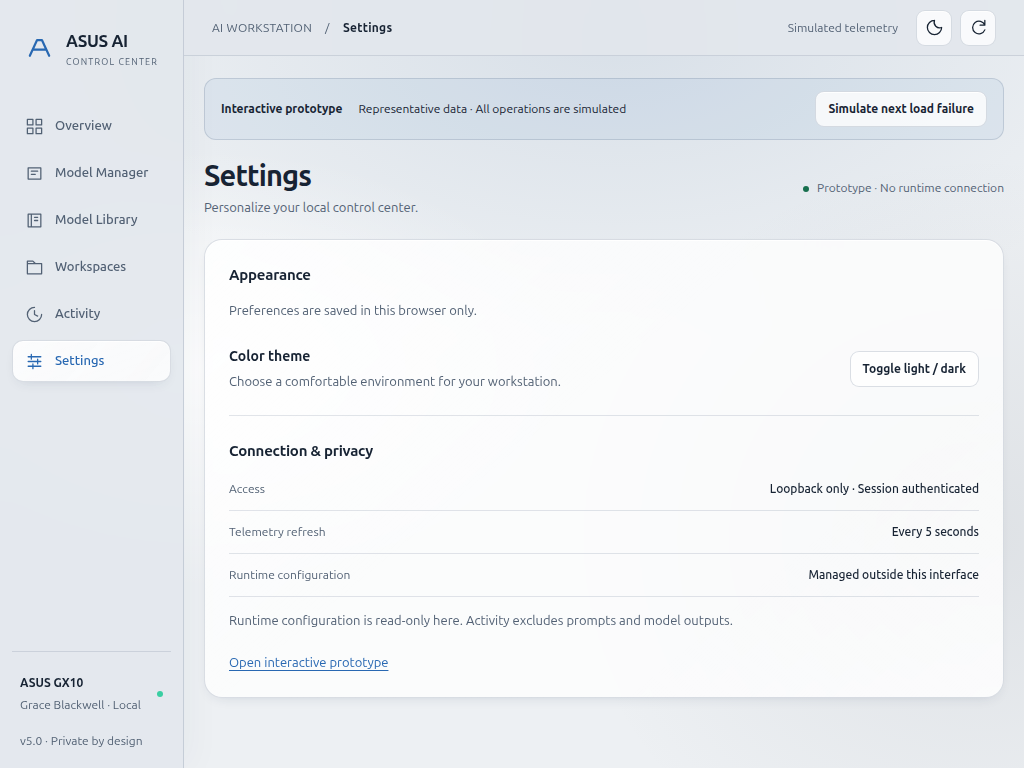 ASUS AI
CONTROL CENTER
Overview
Model Manager
Model Library
Workspaces
Activity
Settings
ASUS GX10
Grace Blackwell · Local
v5.0 · Private by design
AI WORKSTATION / Settings
Simulated telemetry
Interactive prototype Representative data · All operations are simulated
Simulate next load failure
Settings
Personalize your local control center.
Prototype · No runtime connection
Appearance
Preferences are saved in this browser only.
Color theme
Choose a comfortable environment for your workstation.
Toggle light / dark
Connection & privacy
Access Loopback only · Session authenticated
Telemetry refresh Every 5 seconds
Runtime configuration Managed outside this interface
Runtime configuration is read-only here. Activity excludes prompts and model outputs.
Open interactive prototype